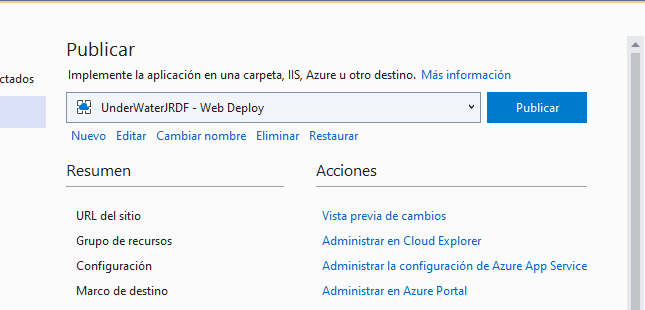 Publicar
Implemente la aplicación en una carpeta, IIS, Azure u otro destino. Más información
ctados
UnderWaterJRDF - Web Deploy
Publicar
Nuevo Editar Cambiar nombre Eliminar Restaurar
Resumen
Acciones
URL del sitio
Vista previa de cambios
Grupo de recursos
Administrar en Cloud Explorer
Configuración
Administrar la configuración de Azure App Service
Marco de destino
Administrar en Azure Portal